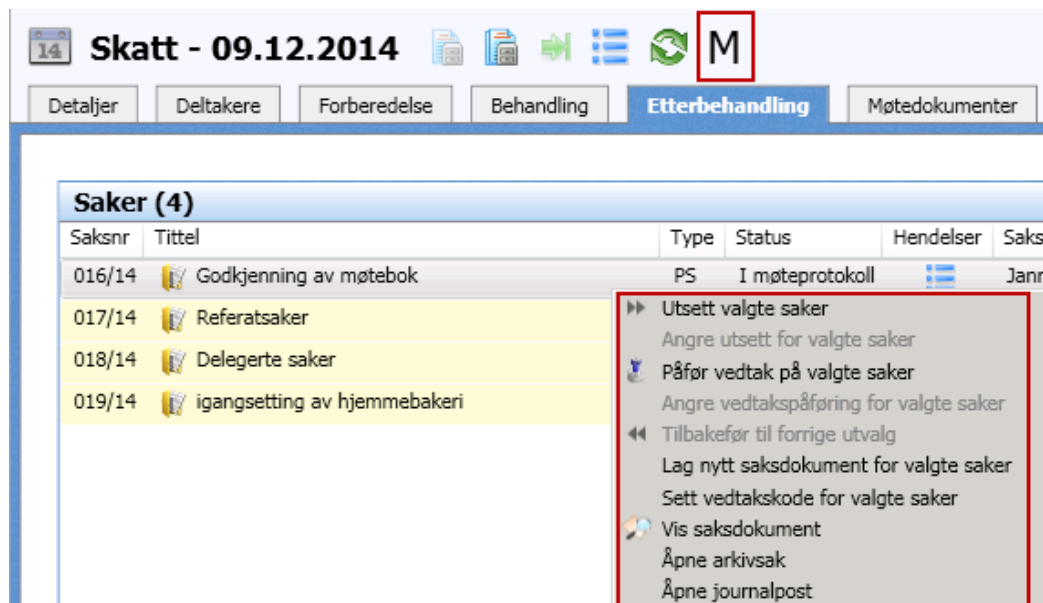 14 Skatt - 09.12.2014 M
Detaljer Deltakere Forberedelse Behandling Etterbehandling Møtedokumenter
Saker (4)
Saksnr Tittel Type Status Hendelser Saks
016/14 Godkjenning av møtebok PS I møteprotokoll Janr
017/14 Referatsaker
018/14 Delegerte saker
019/14 igangsetting av hjemmebakeri
Utsett valgte saker
Angre utsett for valgte saker
Påfør vedtak på valgte saker
Angre vedtakspåføring for valgte saker
Tilbakefør til forrige utvalg
Lag nytt saksdokument for valgte saker
Sett vedtakskode for valgte saker
Vis saksdokument
Åpne arkivsak
Åpne journalpost